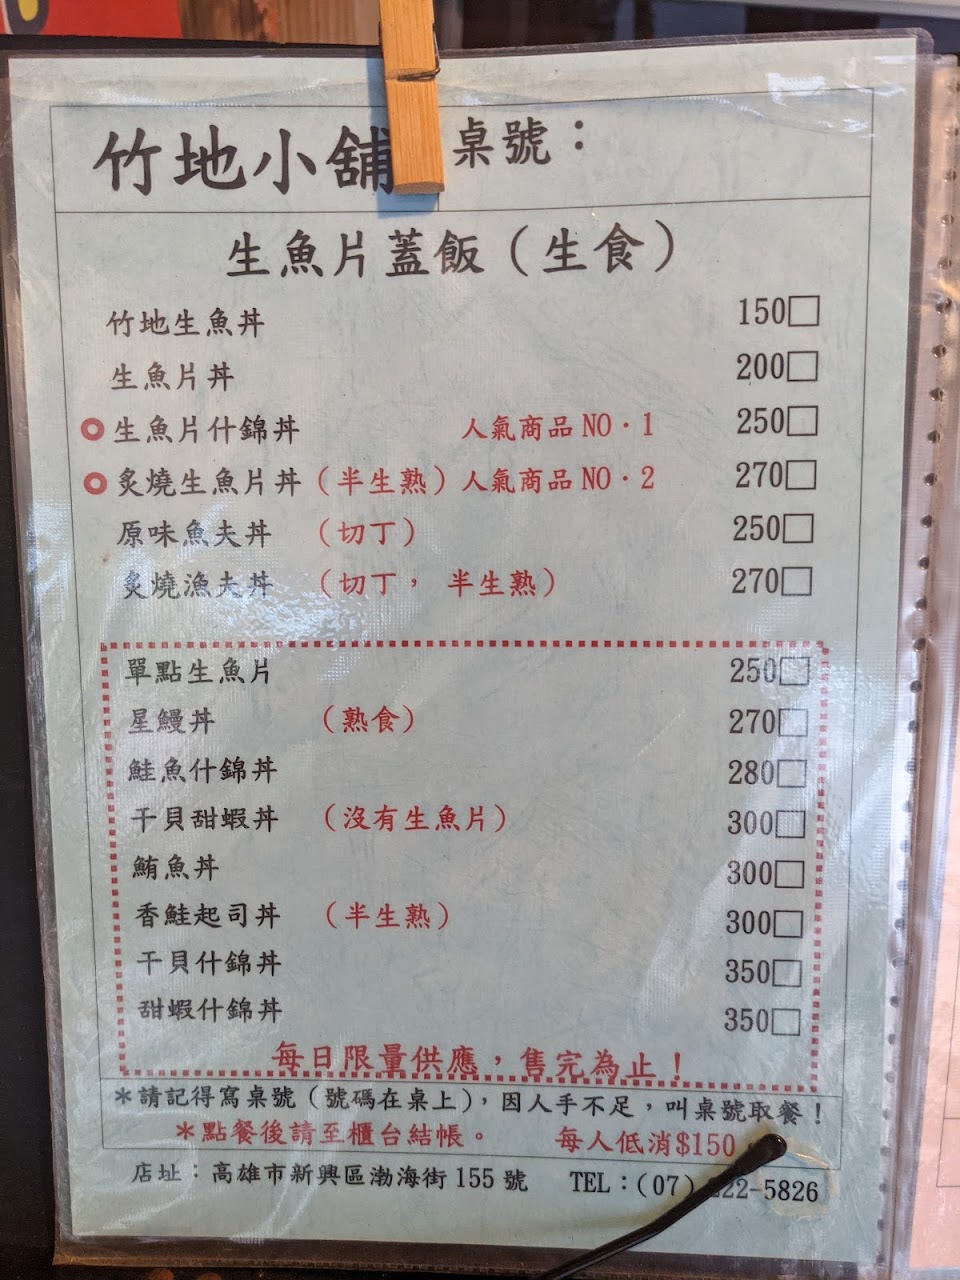 竹地小舖 桌號：
生魚片蓋飯（生食）
竹地生魚丼 150□
生魚片丼 200□
生魚片什錦丼 人氣商品 NO．1 250□
炙燒生魚片丼（半生熟）人氣商品 NO．2 270□
原味魚夫丼 （切丁） 250□
炙燒漁夫丼 （切丁， 半生熟） 270□
單點生魚片 250□
星鰻丼 （熟食） 270□
鮭魚什錦丼 280□
干貝甜蝦丼 （沒有生魚片） 300□
鮪魚丼 300□
香鮭起司丼 （半生熟） 300□
干貝什錦丼 350□
甜蝦什錦丼 350□
每日限量供應，售完為止！
＊請記得寫桌號（號碼在桌上），因人手不足，叫桌號取餐！
＊點餐後請至櫃台結帳。 每人低消$150
店址：高雄市新興區渤海街 155 號 TEL：(07) 22-5826